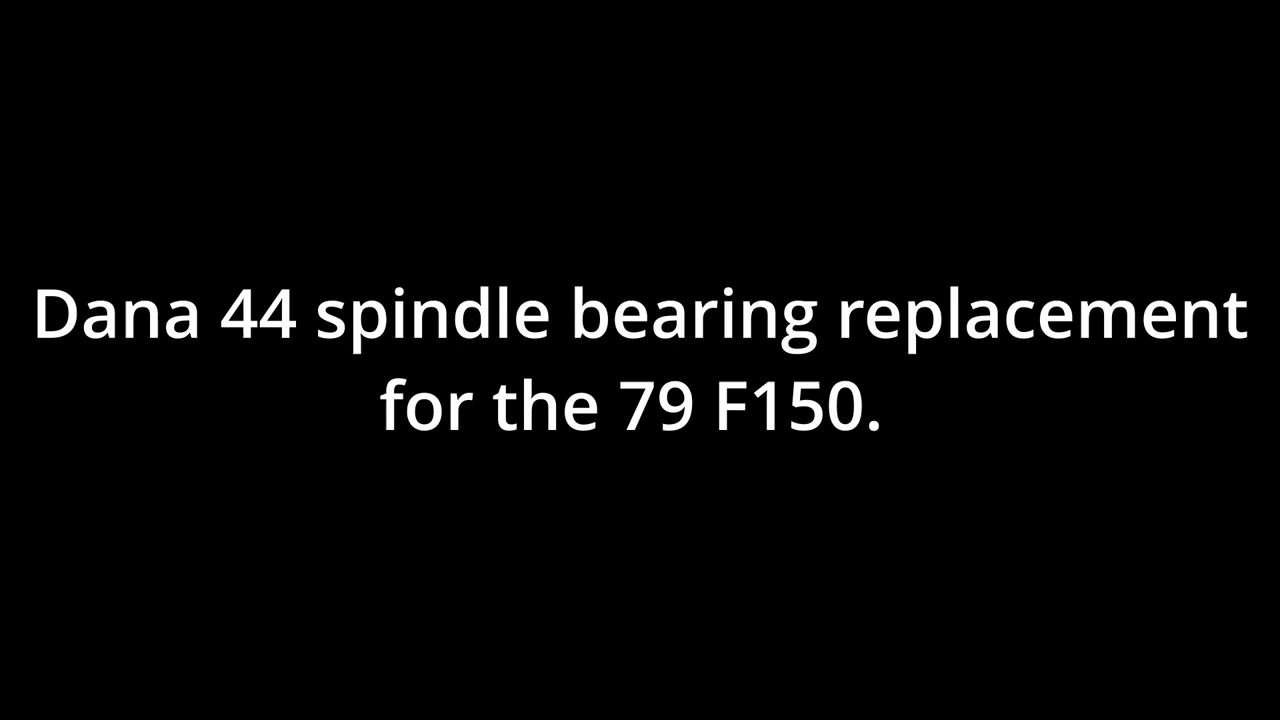 Dana 44 spindle bearing replacement
for the 79 F150.